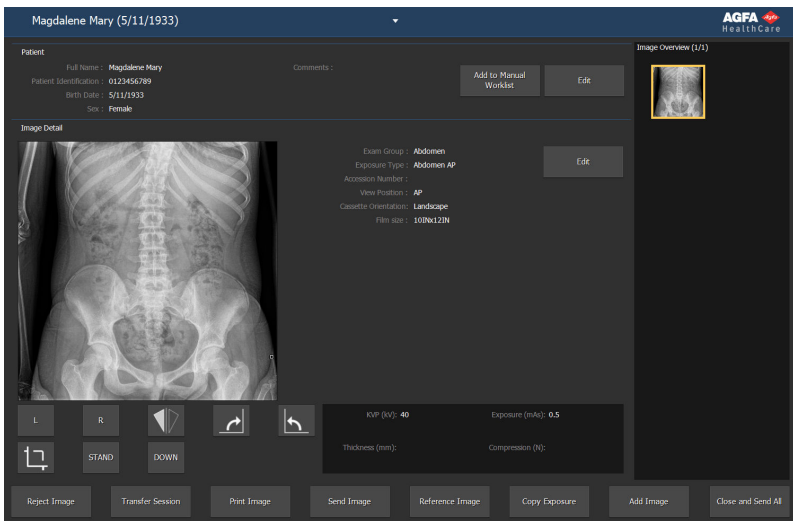 Magdalene Mary (5/11/1933)
AGFA Agfa
HealthCare
Patient
Full Name : Magdalene Mary
Patient Identification : 0123456789
Birth Date : 5/11/1933
Sex : Female
Comments :
Add to Manual
Worklist
Edit
Image Overview (1/1)
Image Detail
Exam Group : Abdomen
Exposure Type : Abdomen AP
Accession Number :
View Position : AP
Cassette Orientation: Landscape
Film size : 10INx12IN
Edit
L
R
STAND
DOWN
KVP (kV): 40
Exposure (mAs): 0.5
Thickness (mm):
Compression (N):
Reject Image
Transfer Session
Print Image
Send Image
Reference Image
Copy Exposure
Add Image
Close and Send All